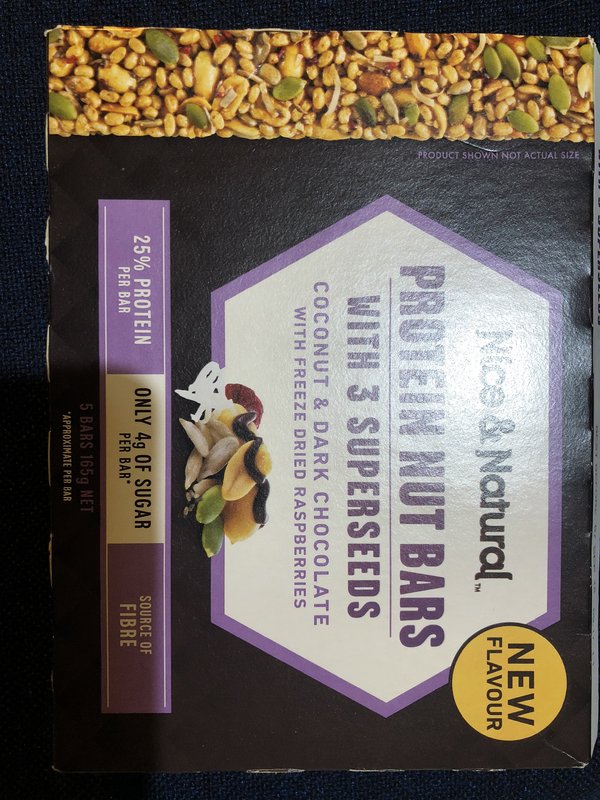 Nice & Natural™
PROTEIN NUT BARS
WITH 3 SUPERSEEDS
COCONUT & DARK CHOCOLATE
WITH FREEZE DRIED RASPBERRIES
NEW
FLAVOUR
25% PROTEIN
PER BAR
ONLY 4g OF SUGAR
PER BAR*
SOURCE OF
FIBRE
5 BARS 165g NET
*APPROXIMATE PER BAR
PRODUCT SHOWN NOT ACTUAL SIZE